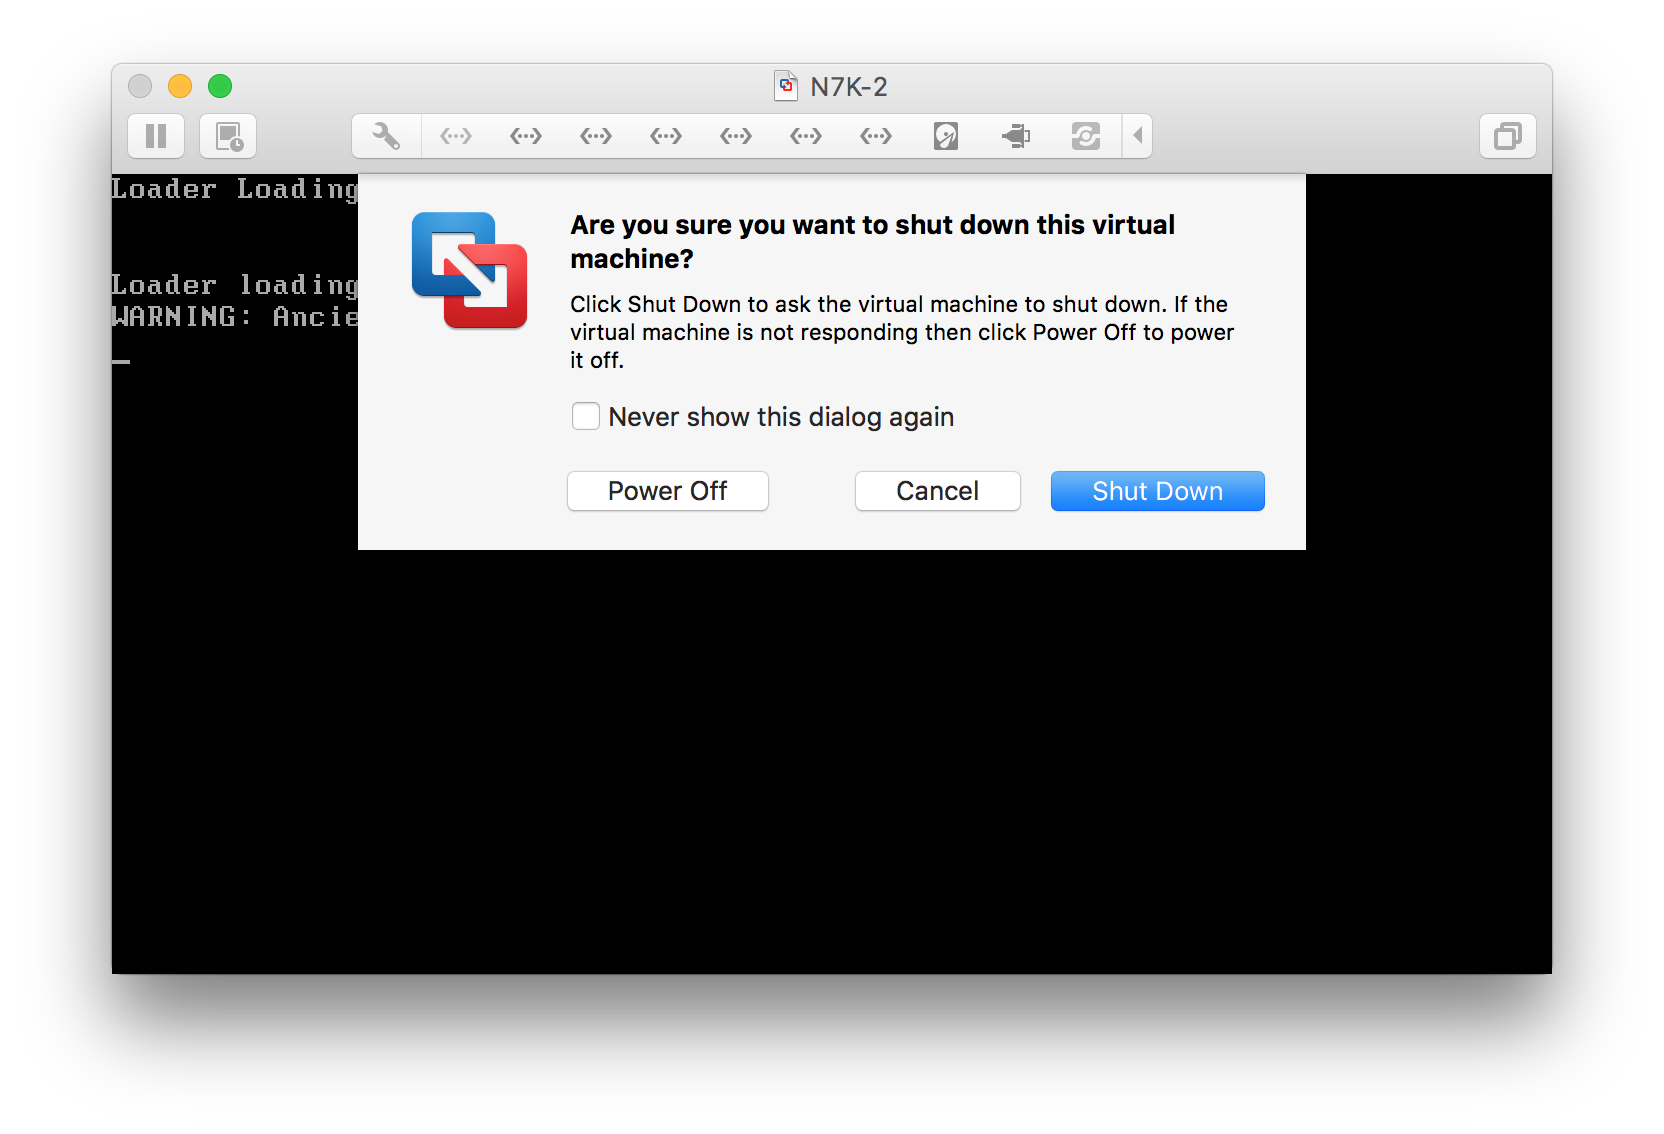 N7K-2
Loader Loading
Loader loading
WARNING: Ancie
Are you sure you want to shut down this virtual
machine?
Click Shut Down to ask the virtual machine to shut down. If the
virtual machine is not responding then click Power Off to power
it off.
Never show this dialog again
Power Off Cancel Shut Down